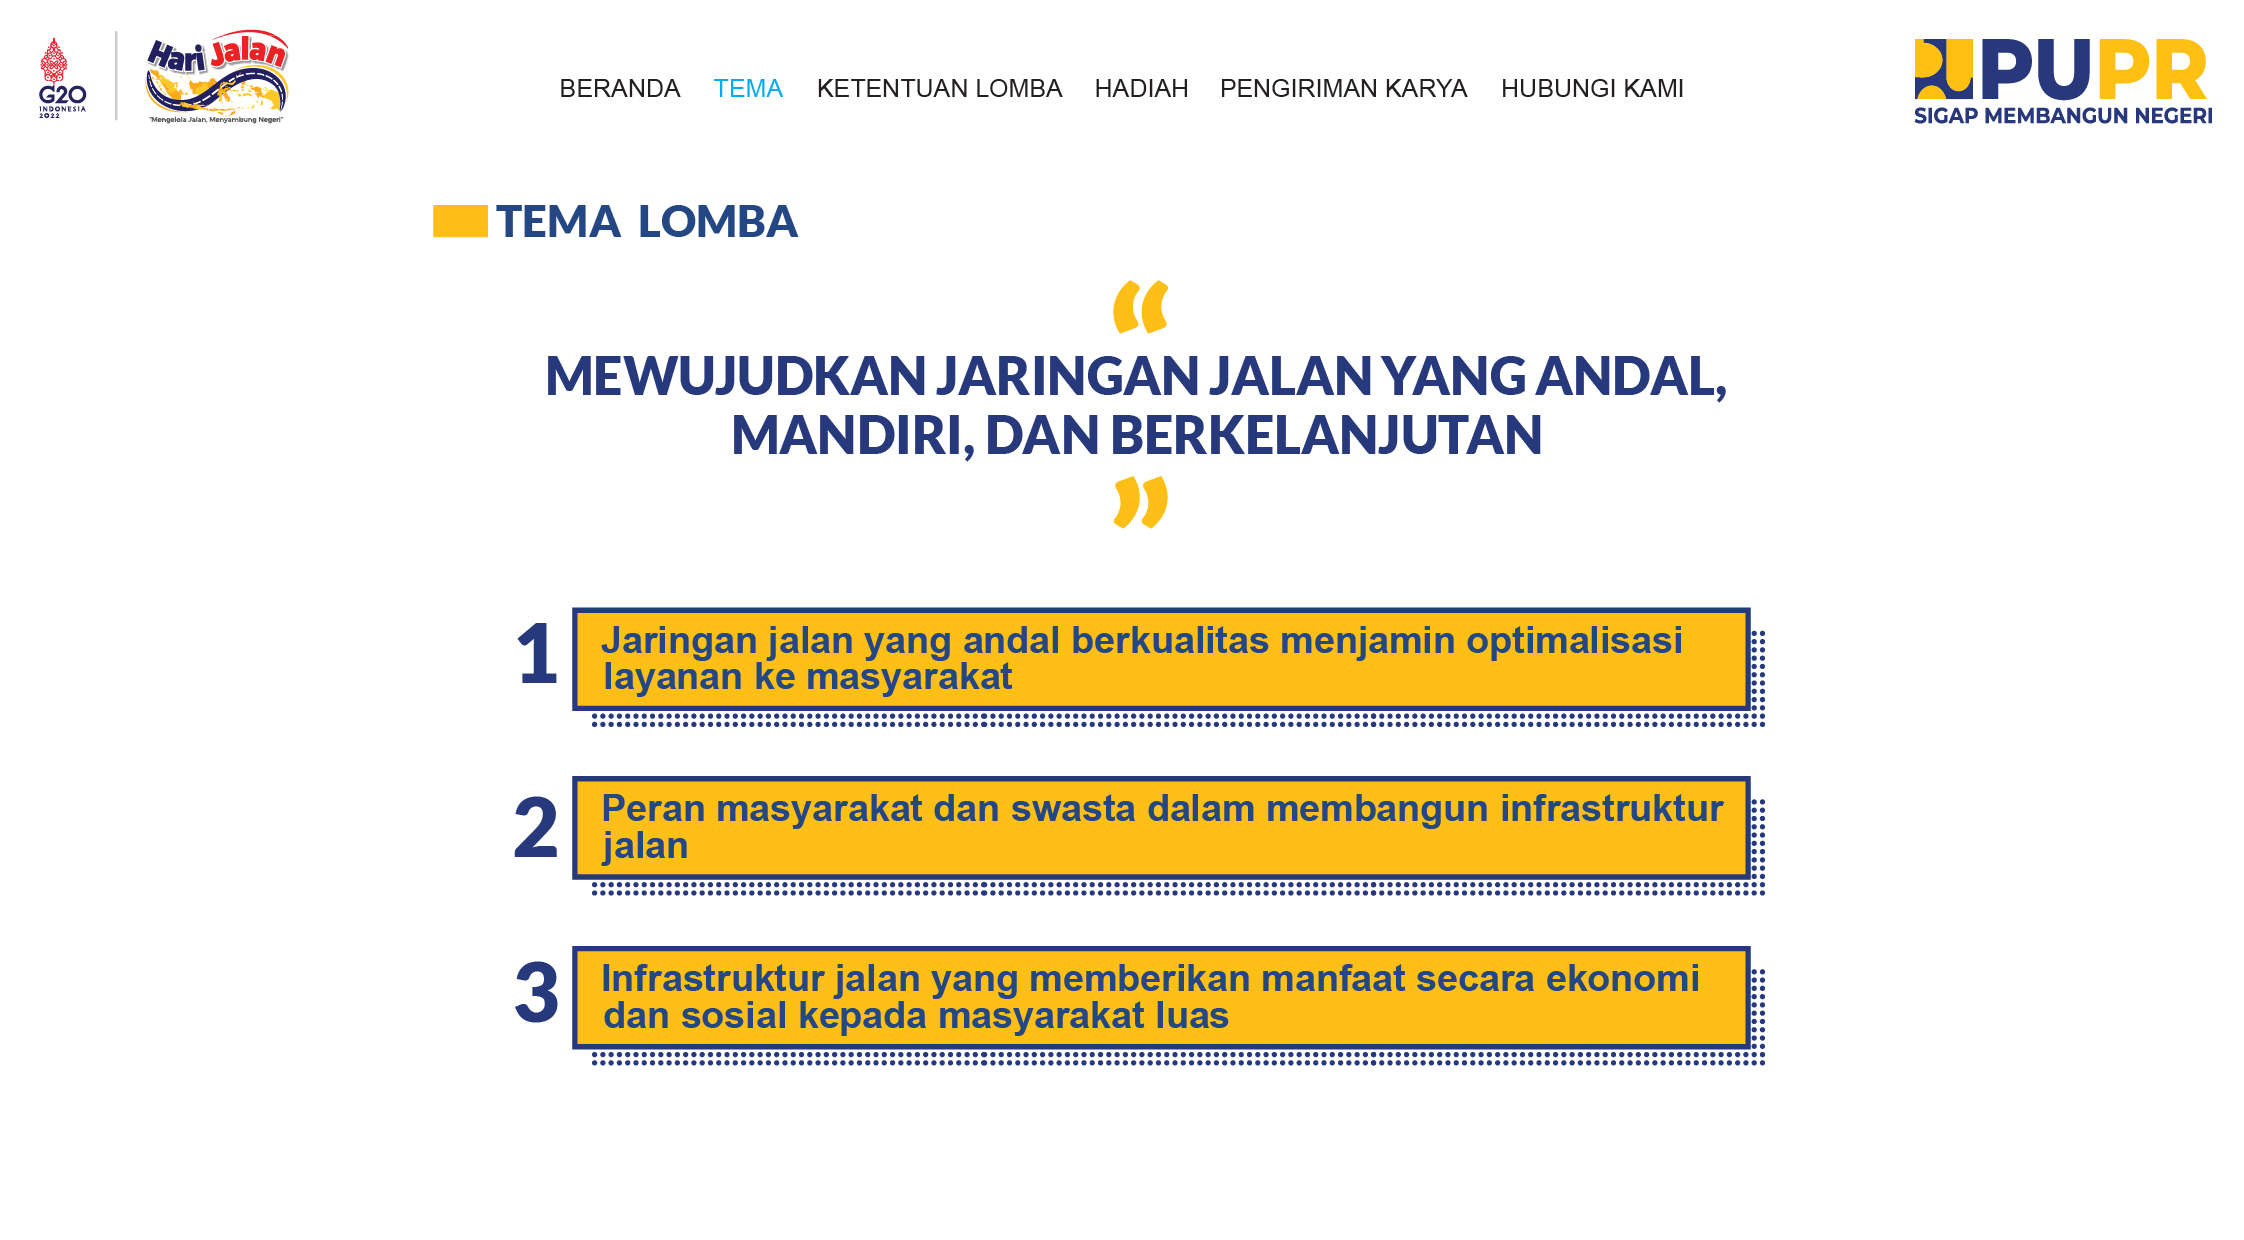 G20
INDONESIA
2022
Hari Jalan
"Mengelola Jalan, Menyambung Negeri"
BERANDA TEMA KETENTUAN LOMBA HADIAH PENGIRIMAN KARYA HUBUNGI KAMI
PUPR
SIGAP MEMBANGUN NEGERI
TEMA LOMBA
“
MEWUJUDKAN JARINGAN JALAN YANG ANDAL,
MANDIRI, DAN BERKELANJUTAN
”
1 Jaringan jalan yang andal berkualitas menjamin optimalisasi
layanan ke masyarakat
2 Peran masyarakat dan swasta dalam membangun infrastruktur
jalan
3 Infrastruktur jalan yang memberikan manfaat secara ekonomi
dan sosial kepada masyarakat luas